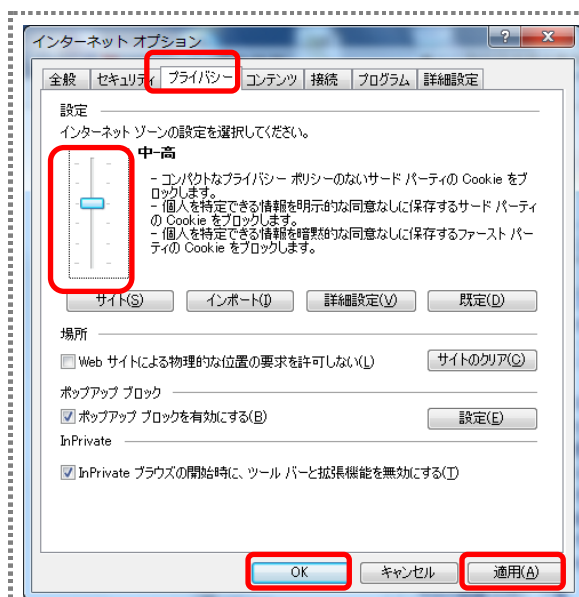 インターネット オプション
全般 セキュリティ プライバシー コンテンツ 接続 プログラム 詳細設定
設定
インターネット ゾーンの設定を選択してください。
中-高
- コンパクトなプライバシー ポリシーのないサード パーティの Cookie をブ
ロックします。
- 個人を特定できる情報を明示的な同意なしに保存するサード パーティ
の Cookie をブロックします。
- 個人を特定できる情報を暗黙的な同意なしに保存するファースト パー
ティの Cookie をブロックします。
サイト(S) インポート(I) 詳細設定(V) 既定(D)
場所
Web サイトによる物理的な位置の要求を許可しない(L) サイトのクリア(C)
ポップアップ ブロック
ポップアップ ブロックを有効にする(B) 設定(E)
InPrivate
InPrivate ブラウズの開始時に、ツール バーと拡張機能を無効にする(T)
OK キャンセル 適用(A)